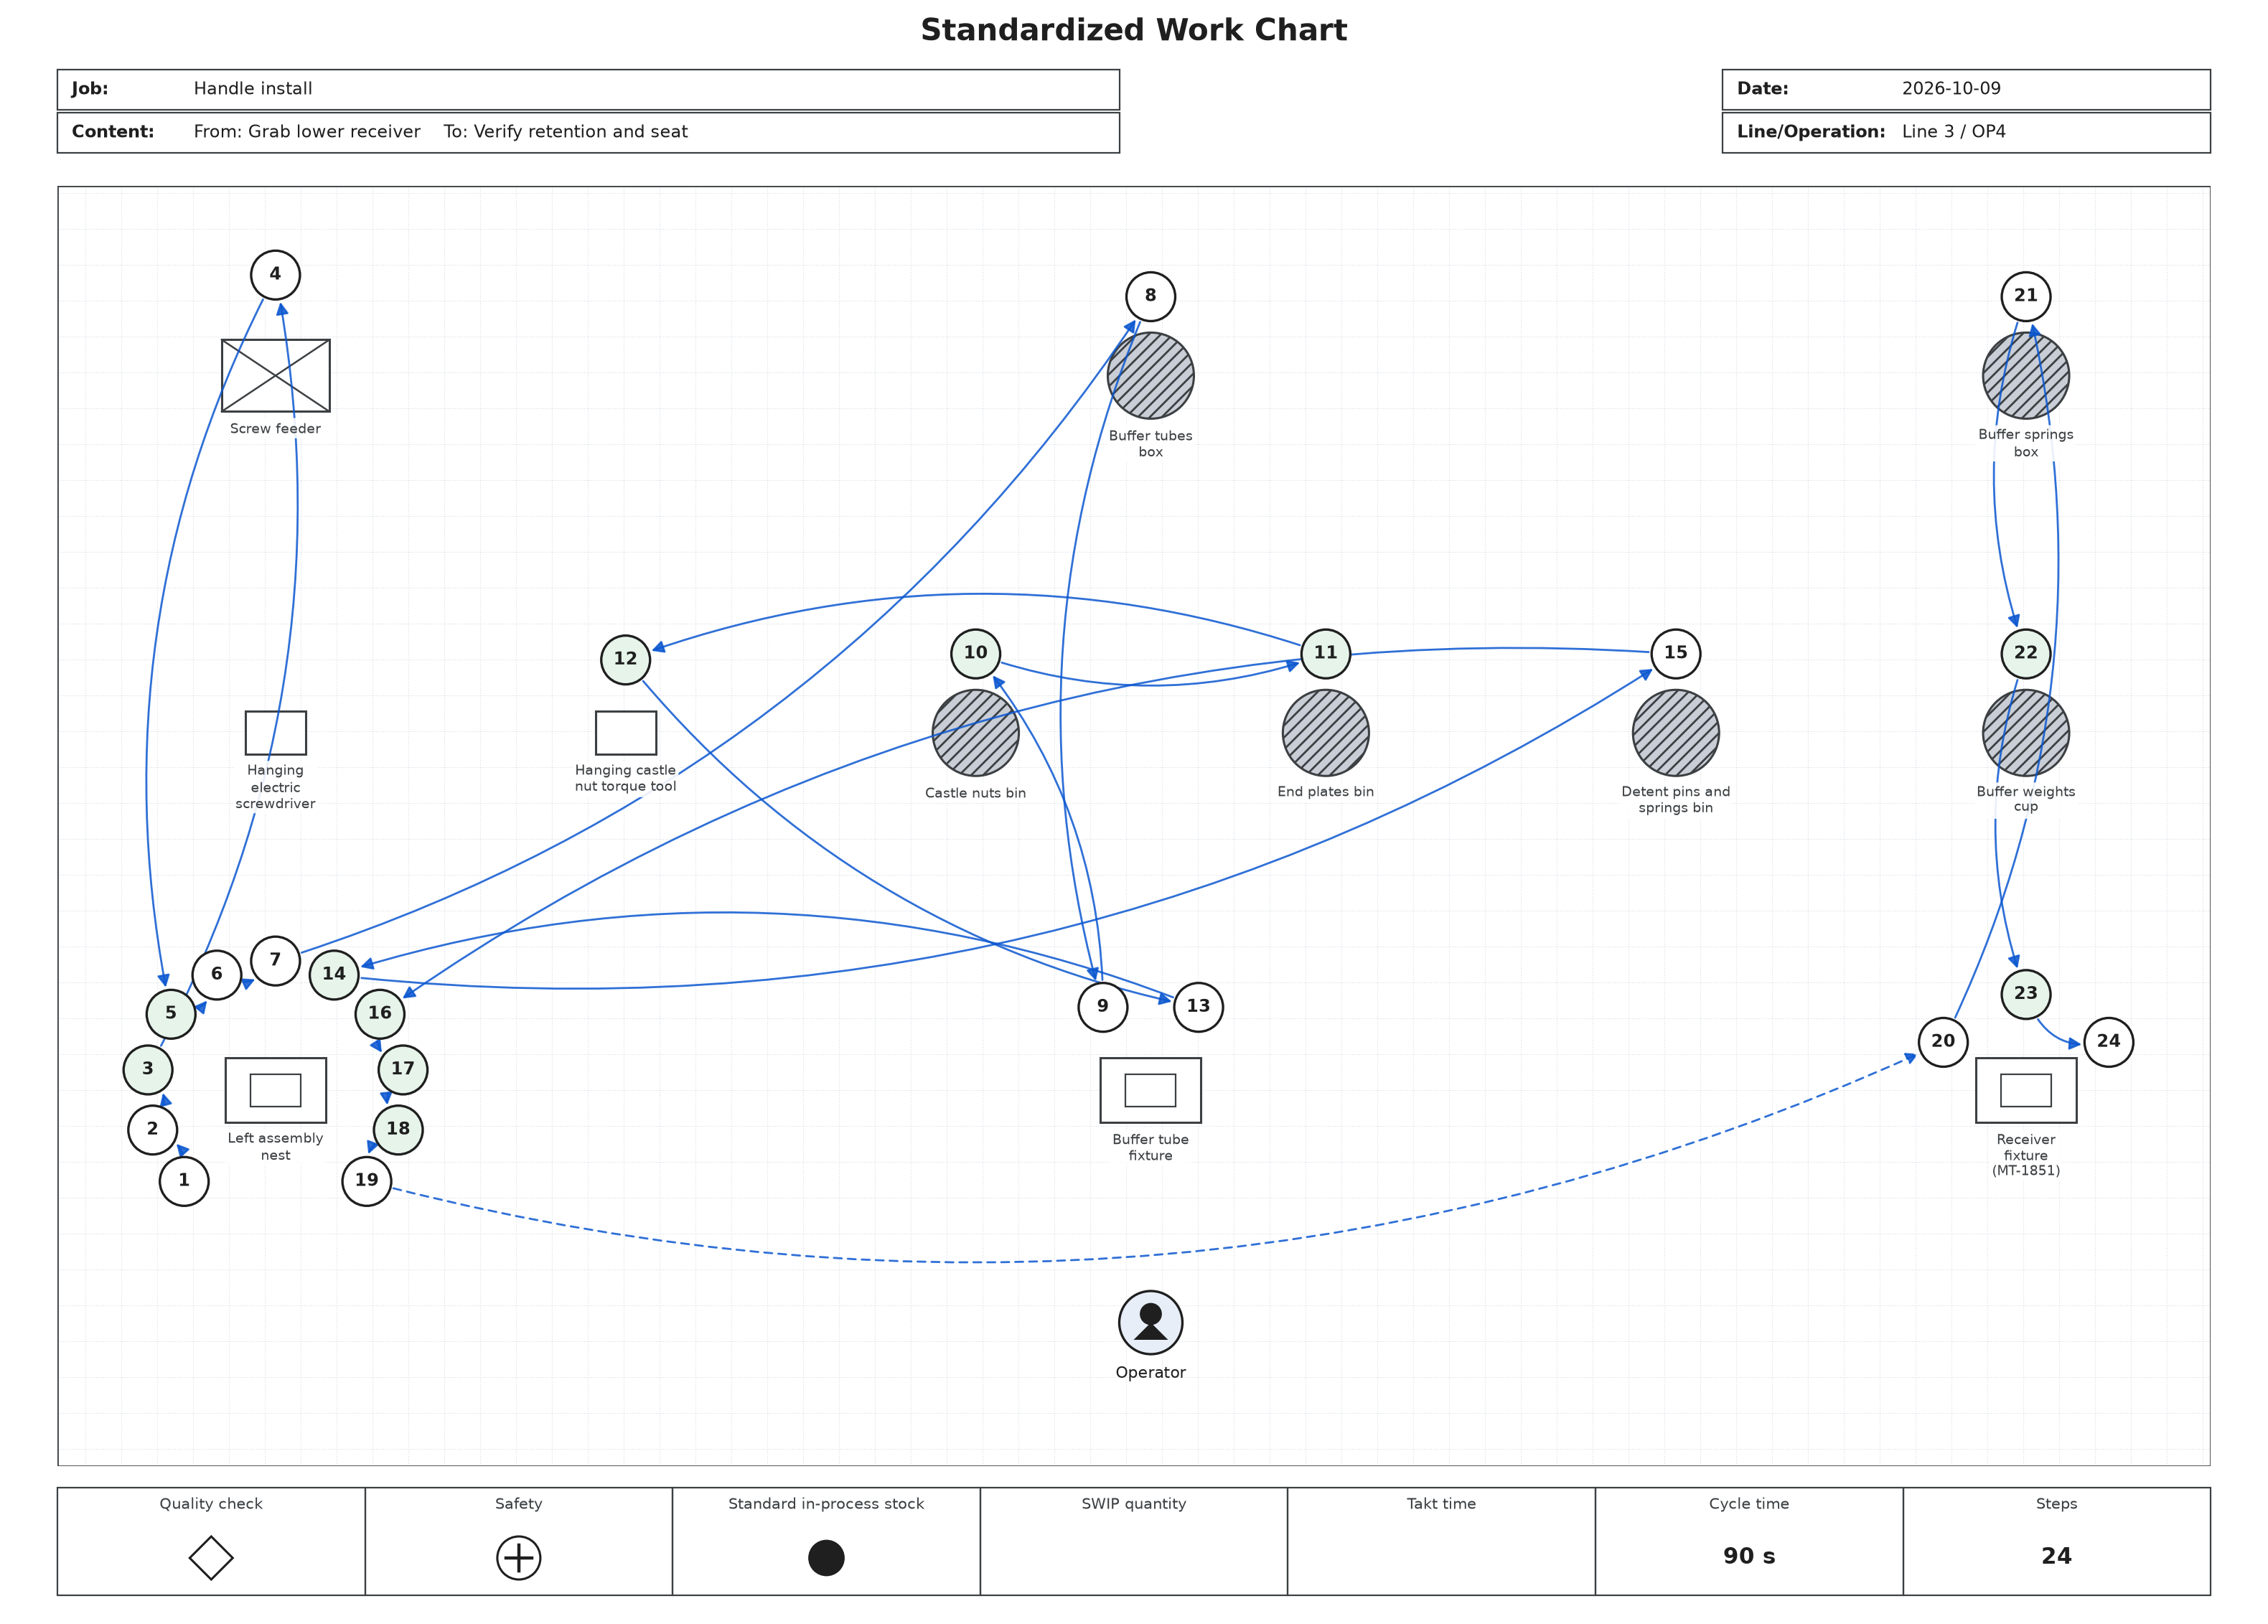 Standardized Work Chart
Job: Handle install
Date: 2026-10-09
Content: From: Grab lower receiver To: Verify retention and seat
Line/Operation: Line 3 / OP4
4
8
21
Screw feeder
Buffer tubes
box
Buffer springs
box
12
10
11
15
22
Hanging
electric
screwdriver
Hanging castle
nut torque tool
Castle nuts bin
End plates bin
Detent pins and
springs bin
Buffer weights
cup
7
6
14
5
16
9
13
23
20
24
3
17
2
18
Left assembly
nest
Buffer tube
fixture
Receiver
fixture
(MT-1851)
1
19
Operator
Quality check
Safety
Standard in-process stock
SWIP quantity
Takt time
Cycle time
Steps
90 s
24